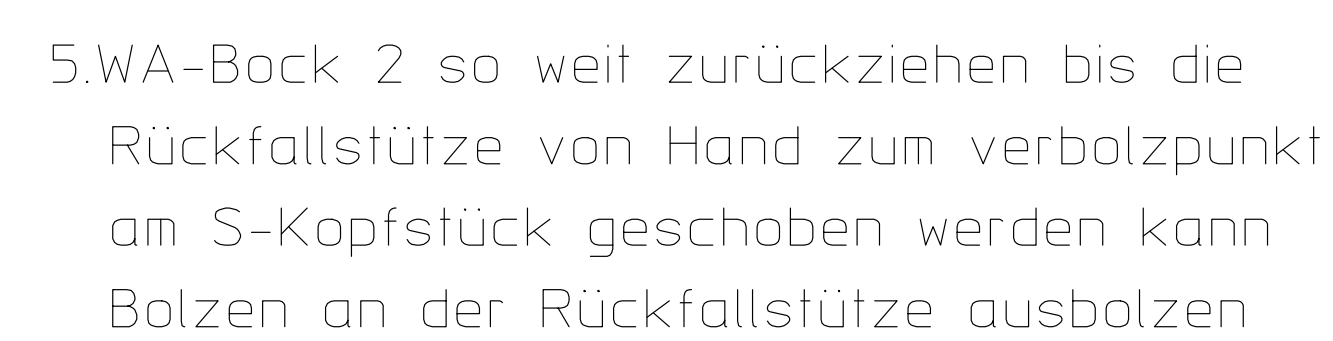 5.WA-Bock 2 so weit zurückziehen bis die
Rückfallstütze von Hand zum verbolzpunkt
am S-Kopfstück geschoben werden kann
Bolzen an der Rückfallstütze ausbolzen